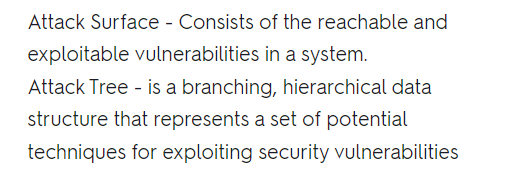 Attack Surface - Consists of the reachable and
exploitable vulnerabilities in a system.
Attack Tree - is a branching, hierarchical data
structure that represents a set of potential
techniques for exploiting security vulnerabilities